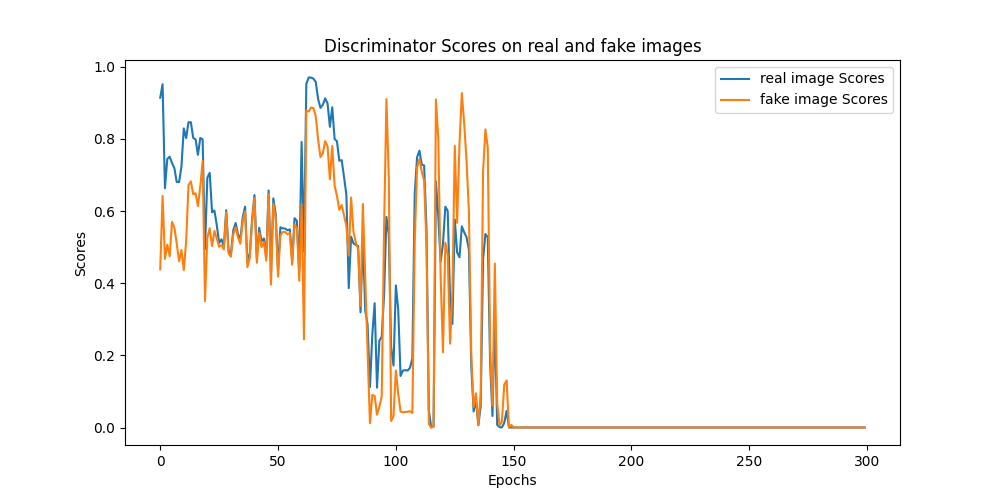 Discriminator Scores on real and fake images
real image Scores
fake image Scores
Scores
1.0
0.8
0.6
0.4
0.2
0.0
0 50 100 150 200 250 300
Epochs